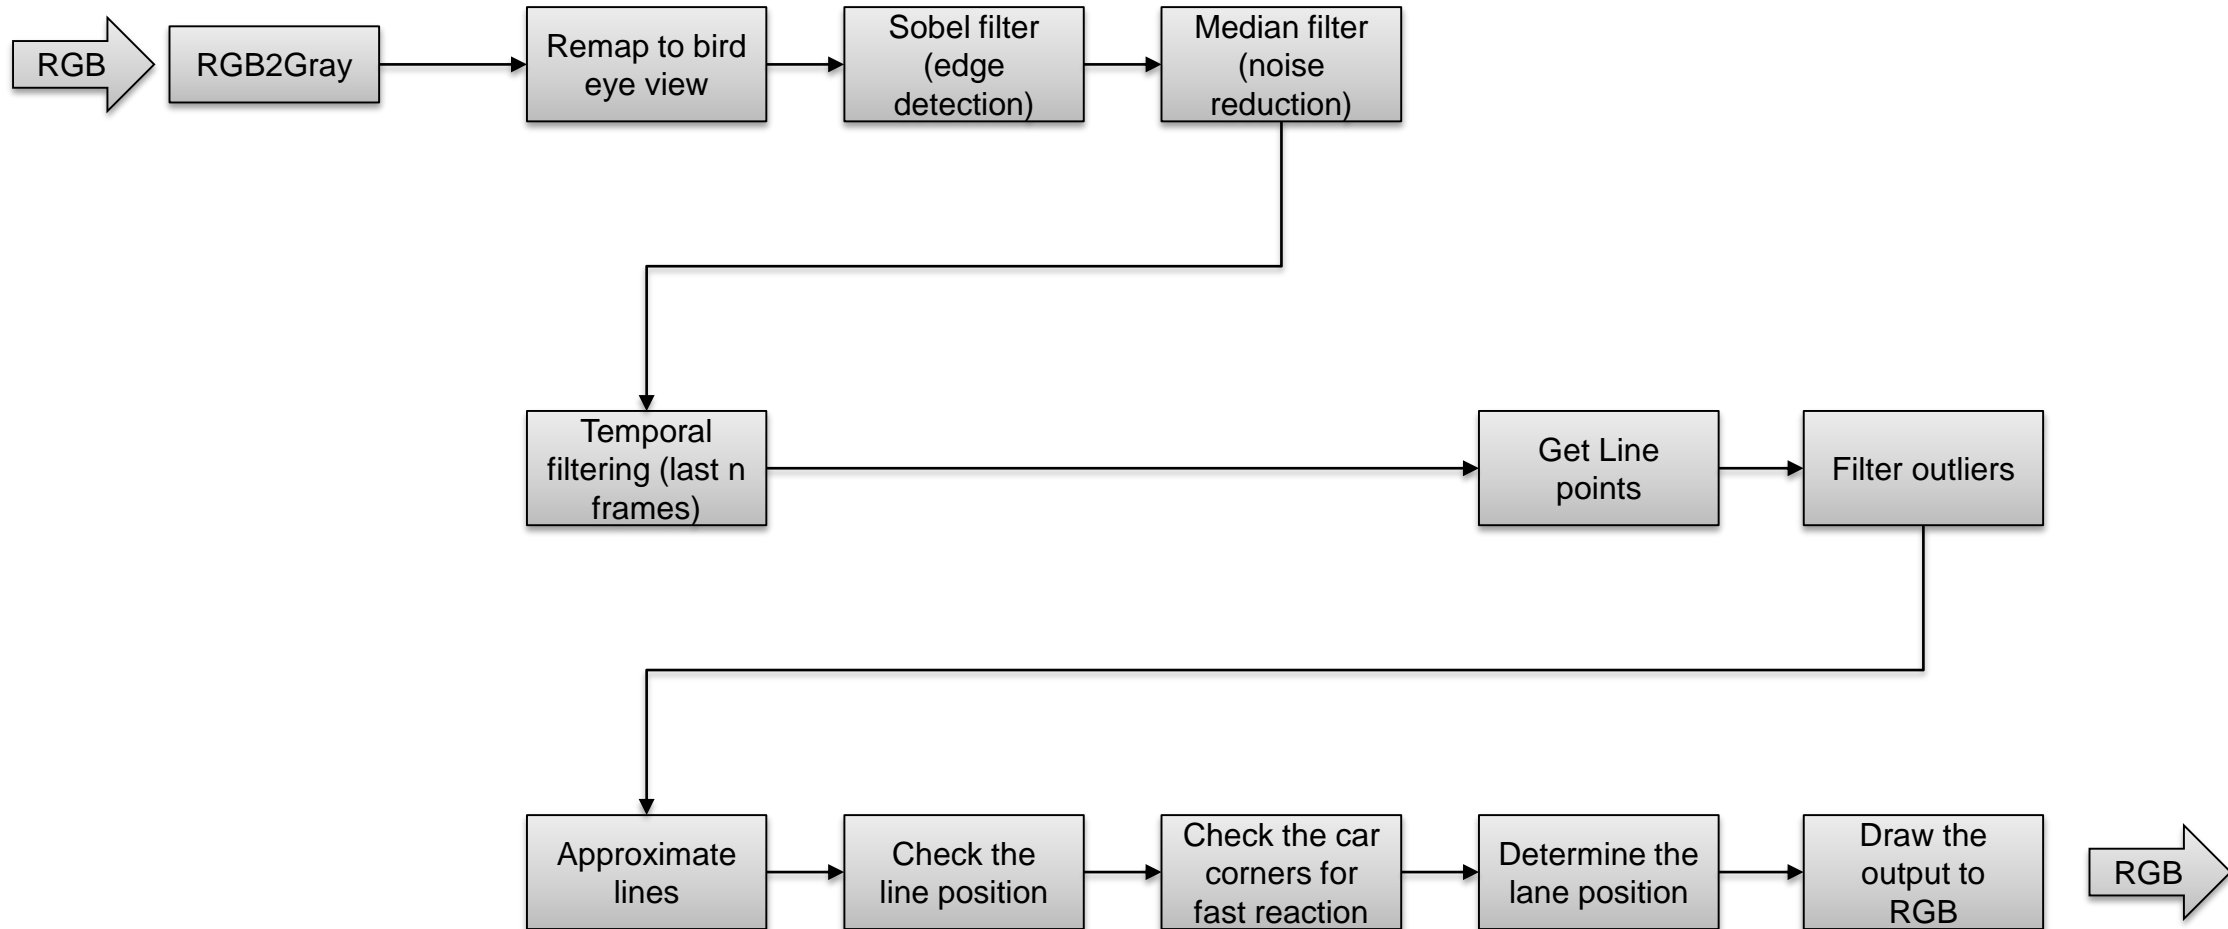 RGB
RGB2Gray
Remap to bird
eye view
Sobel filter
(edge
detection)
Median filter
(noise
reduction)
Temporal
filtering (last n
frames)
Get Line
points
Filter outliers
Approximate
lines
Check the
line position
Check the car
corners for
fast reaction
Determine the
lane position
Draw the
output to
RGB
RGB